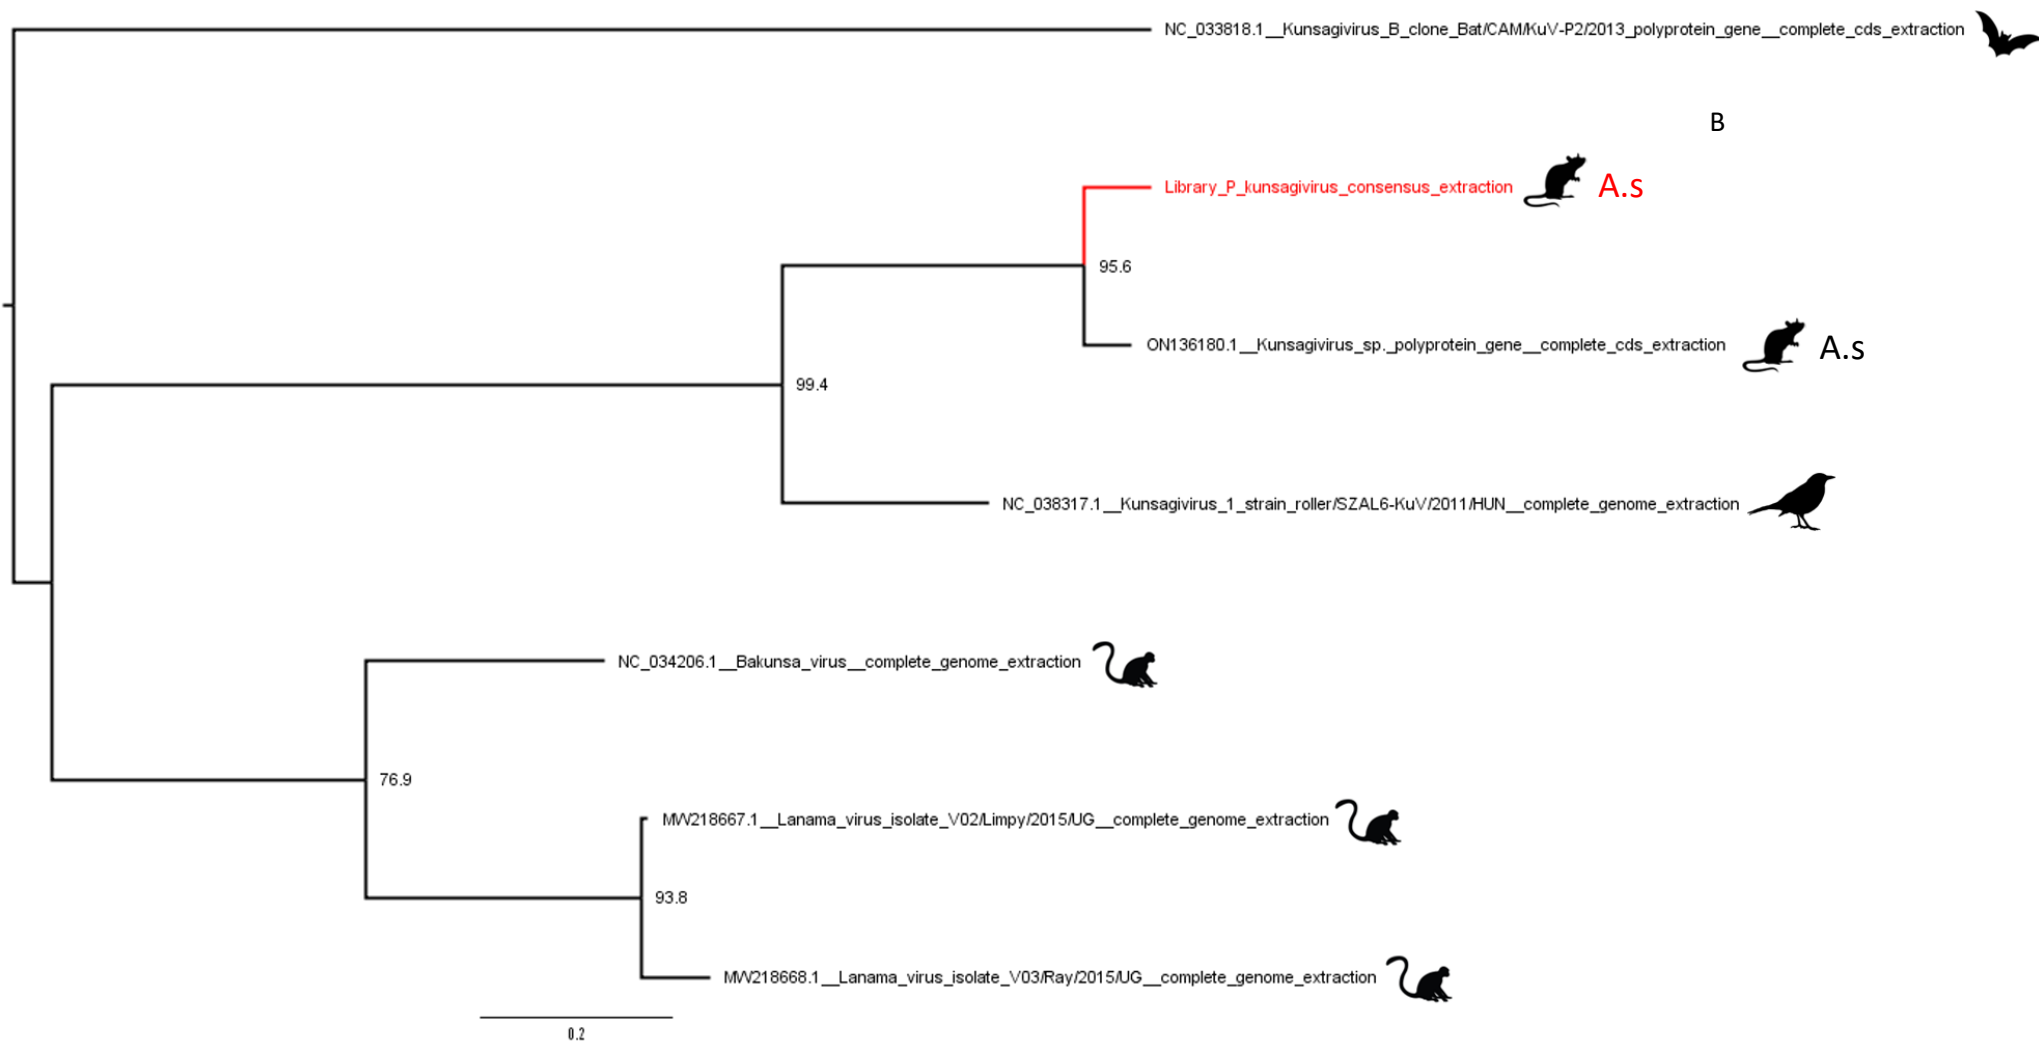 NC_033818.1__Kunsagivirus_B_clone_Bat/CAM/KuV-P2/2013_polyprotein_gene__complete_cds_extraction
B
Library_P_kunsagivirus_consensus_extraction A.s
95.6
ON136180.1__Kunsagivirus_sp._polyprotein_gene__complete_cds_extraction A.s
99.4
NC_038317.1__Kunsagivirus_1_strain_roller/SZAL6-KuV/2011/HUN__complete_genome_extraction
NC_034206.1__Bakunsa_virus__complete_genome_extraction
76.9
MW218667.1__Lanama_virus_isolate_V02/Limpy/2015/UG__complete_genome_extraction
93.8
MW218668.1__Lanama_virus_isolate_V03/Ray/2015/UG__complete_genome_extraction
0.2